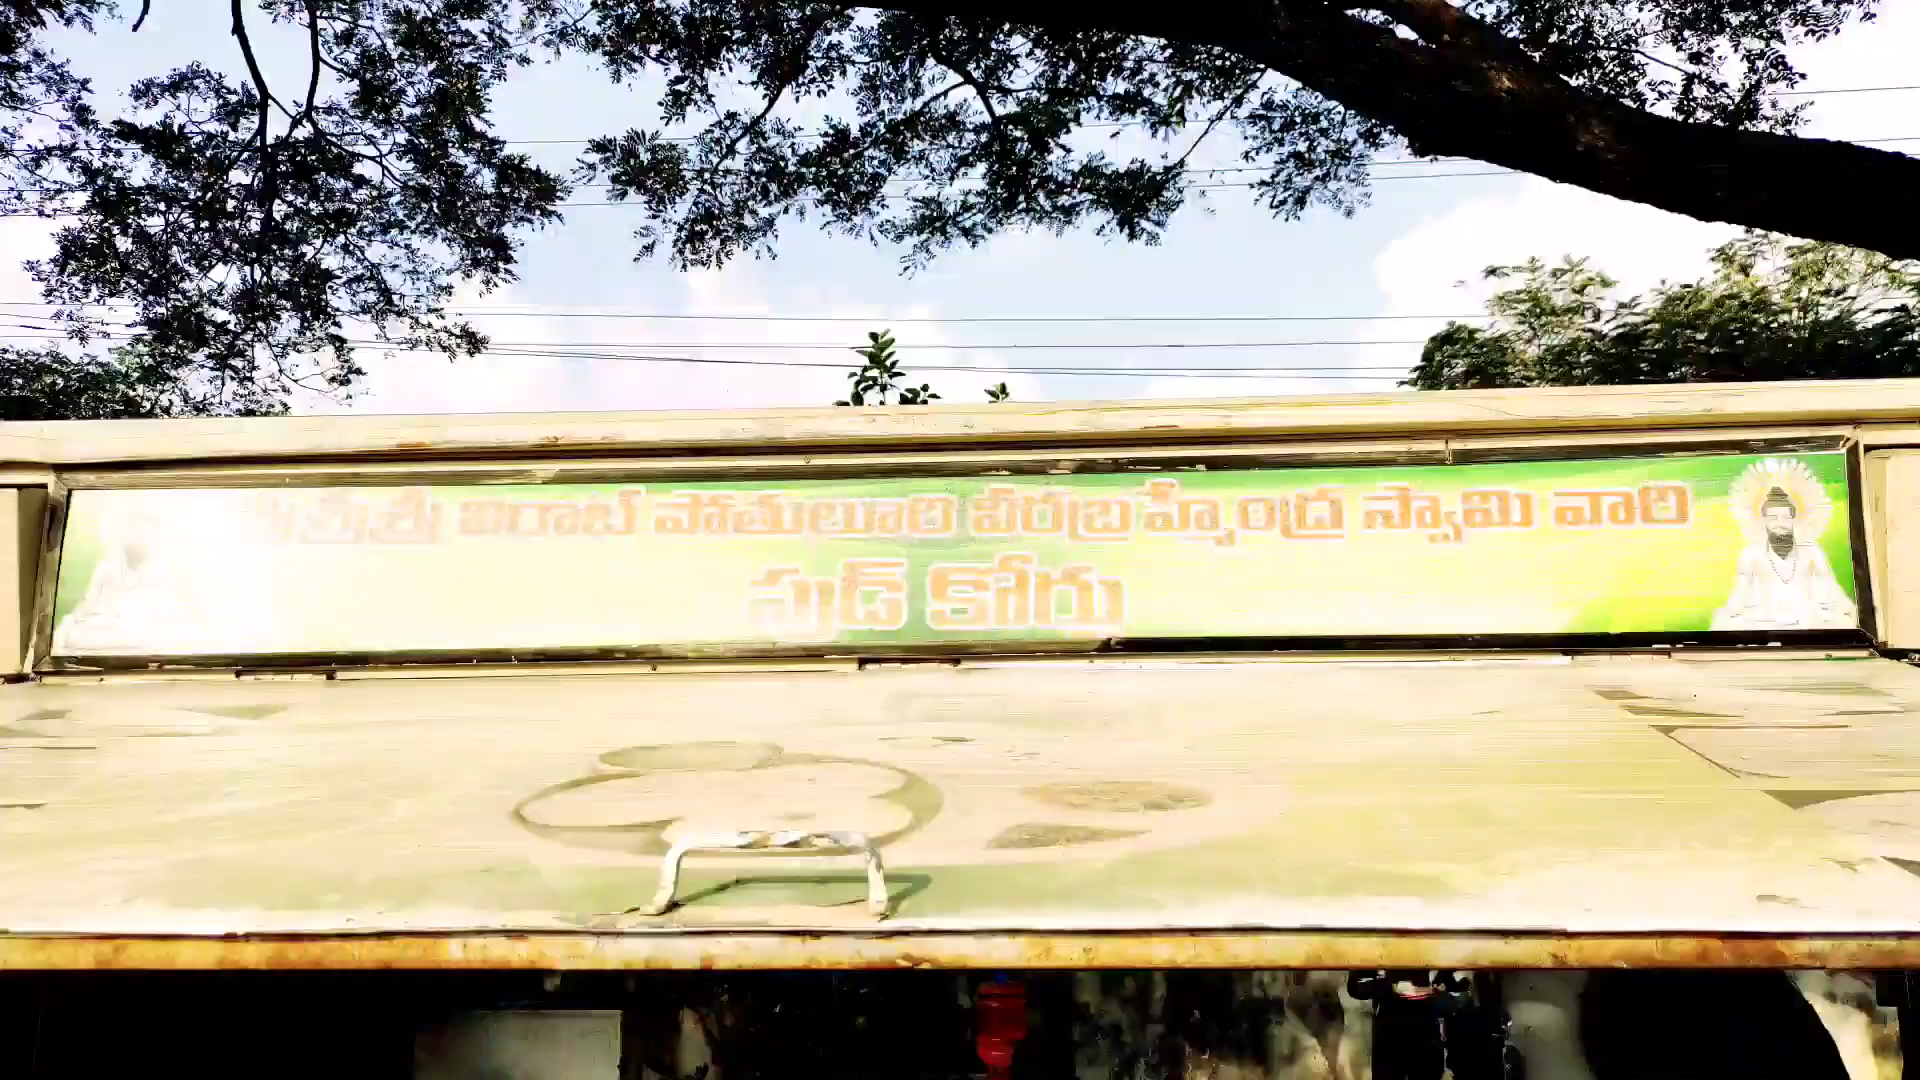 శ్రీశ్రీశ్రీ విరాట్ పోతులూరి వీరబ్రహ్మేంద్ర స్వామి వారి
ఫుడ్ కోర్టు